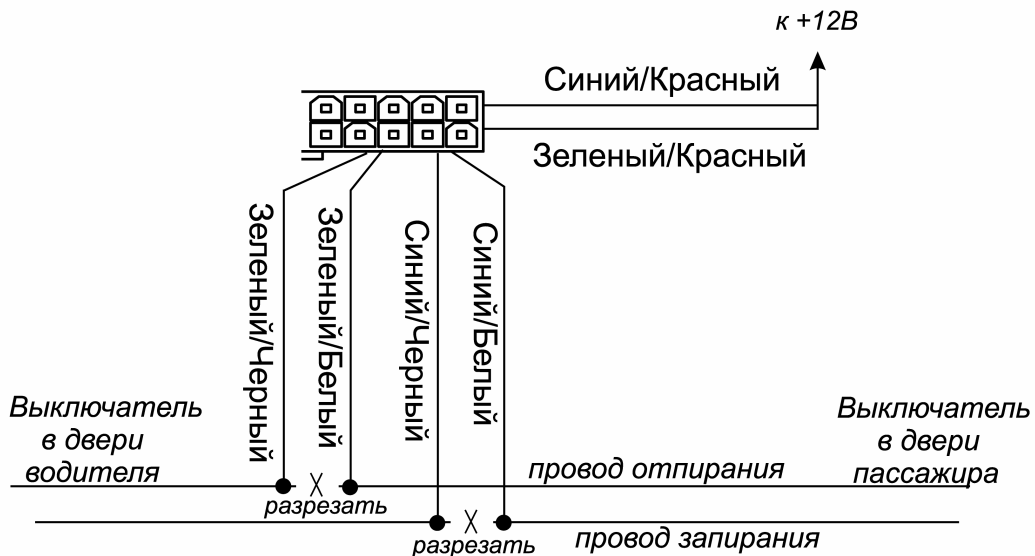 к +12В
Синий/Красный
Зеленый/Красный
Зеленый/Черный
Зеленый/Белый
Синий/Черный
Синий/Белый
Выключатель
в двери
водителя
Выключатель
в двери
пассажира
провод отпирания
разрезать
разрезать
провод запирания